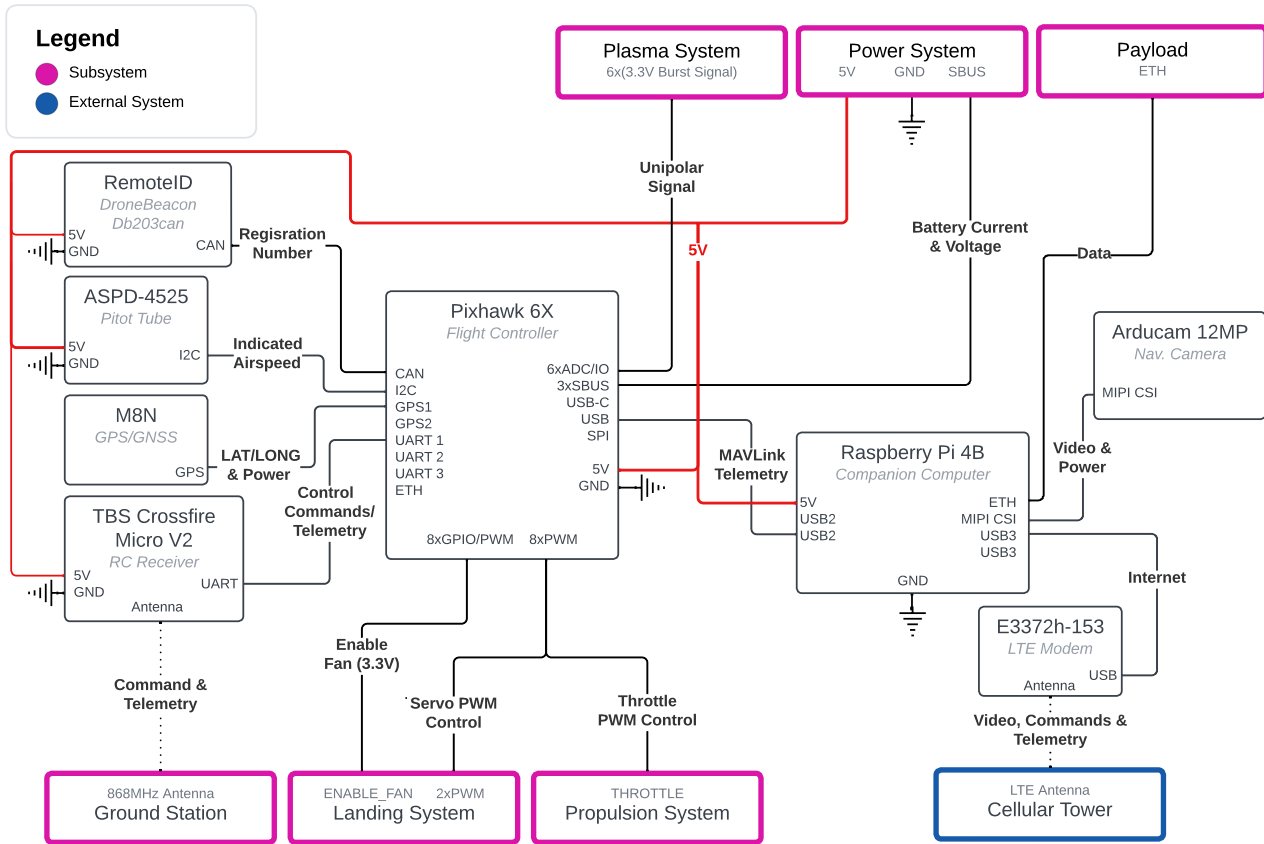 Legend
Subsystem
External System
Plasma System
6x(3.3V Burst Signal)
Power System
5V GND SBUS
Payload
ETH
Unipolar
Signal
5V
Battery Current
& Voltage
Data
RemoteID
DroneBeacon
Db203can
5V
GND
CAN
Regisration
Number
ASPD-4525
Pitot Tube
5V
GND
I2C
Indicated
Airspeed
M8N
GPS/GNSS
GPS
LAT/LONG
& Power
TBS Crossfire
Micro V2
RC Receiver
5V
GND
UART
Antenna
Control
Commands/
Telemetry
Pixhawk 6X
Flight Controller
CAN
I2C
GPS1
GPS2
UART 1
UART 2
UART 3
ETH
6xADC/IO
3xSBUS
USB-C
USB
SPI
5V
GND
8xGPIO/PWM 8xPWM
MAVLink
Telemetry
Arducam 12MP
Nav. Camera
MIPI CSI
Video &
Power
Raspberry Pi 4B
Companion Computer
5V
USB2
USB2
ETH
MIPI CSI
USB3
USB3
GND
Internet
E3372h-153
LTE Modem
USB
Antenna
Video, Commands &
Telemetry
Command &
Telemetry
Enable
Fan (3.3V)
Servo PWM
Control
Throttle
PWM Control
868MHz Antenna
Ground Station
ENABLE_FAN 2xPWM
Landing System
THROTTLE
Propulsion System
LTE Antenna
Cellular Tower